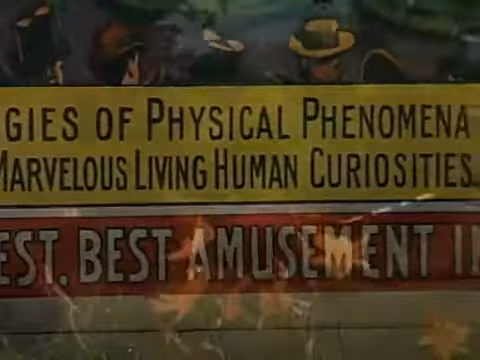 GIES OF PHYSICAL PHENOMENA
MARVELOUS LIVING HUMAN CURIOSITIES
EST, BEST AMUSEMENT I